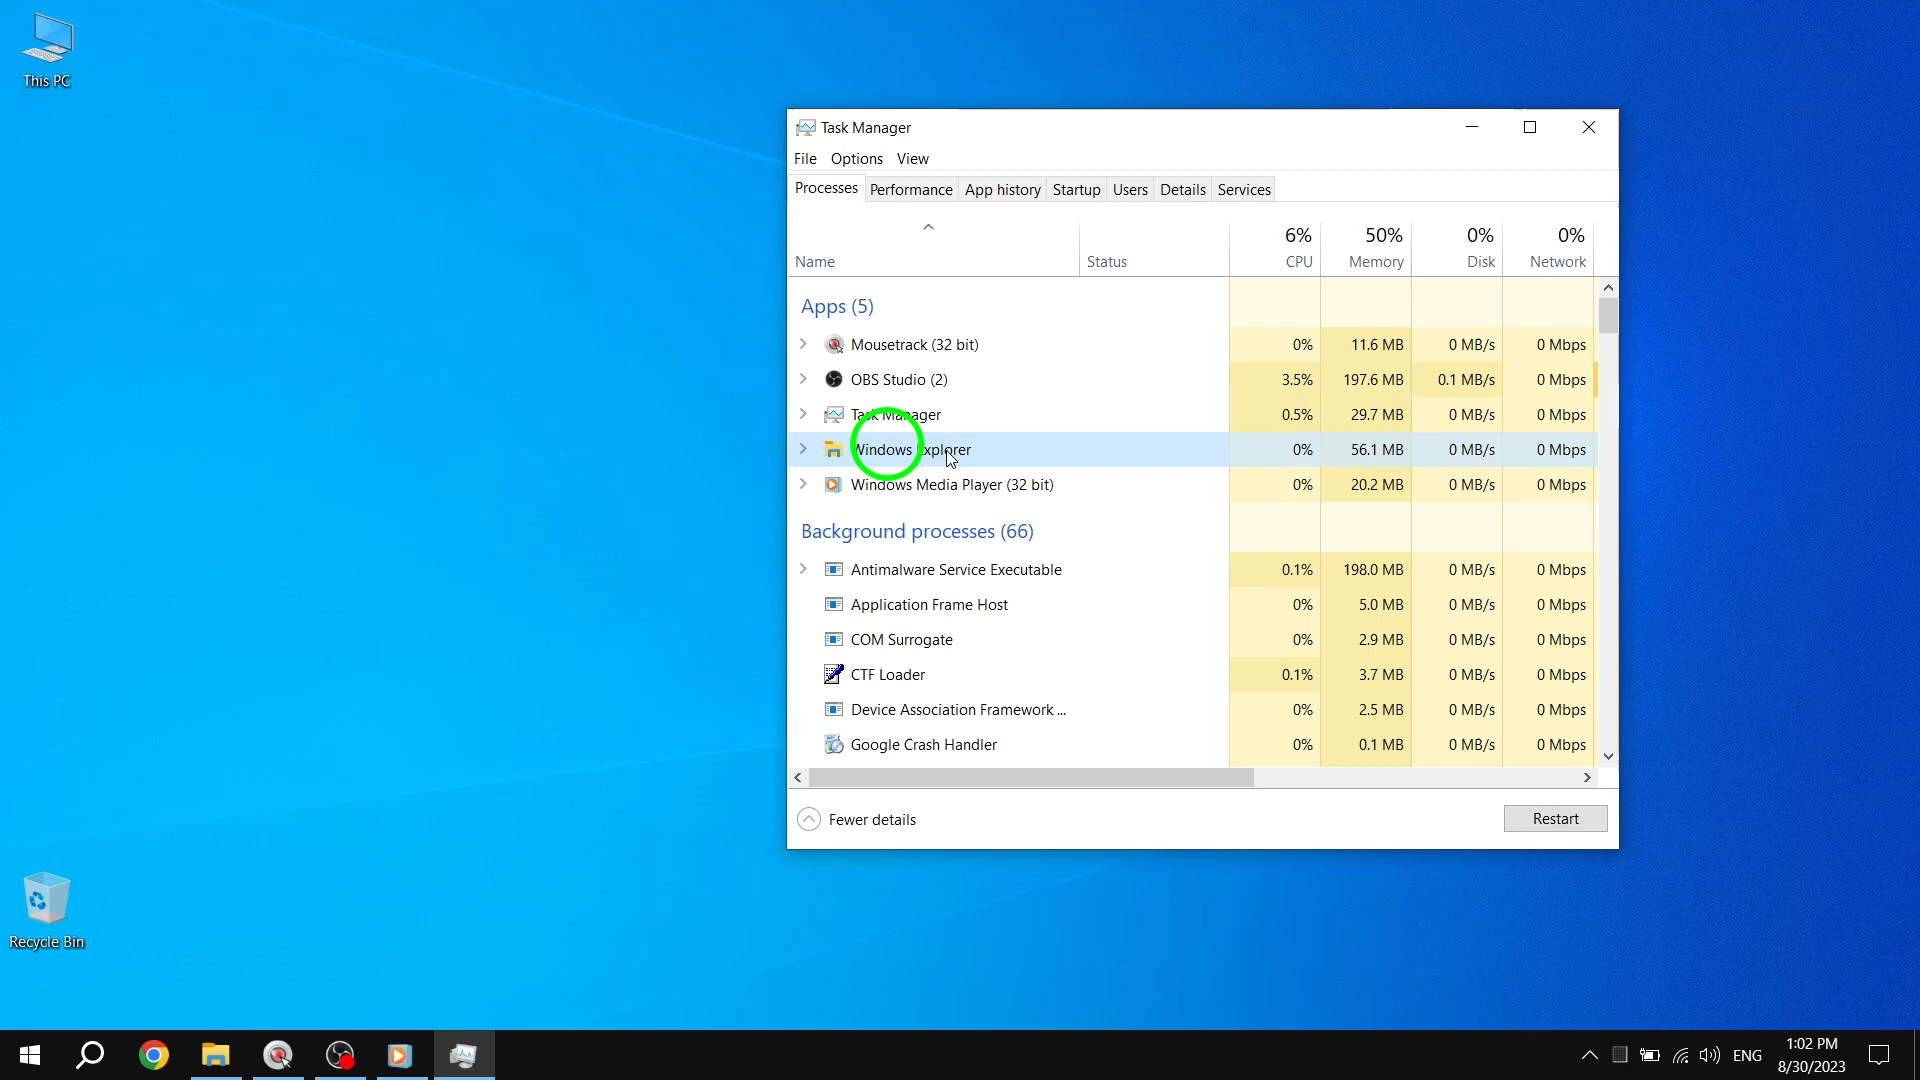 This PC
Task Manager
File Options View
Processes Performance App history Startup Users Details Services
6% 50% 0% 0%
Name Status CPU Memory Disk Network
Apps (5)
Mousetrack (32 bit) 0% 11.6 MB 0 MB/s 0 Mbps
OBS Studio (2) 3.5% 197.6 MB 0.1 MB/s 0 Mbps
Task Manager 0.5% 29.7 MB 0 MB/s 0 Mbps
Windows Explorer 0% 56.1 MB 0 MB/s 0 Mbps
Windows Media Player (32 bit) 0% 20.2 MB 0 MB/s 0 Mbps
Background processes (66)
Antimalware Service Executable 0.1% 198.0 MB 0 MB/s 0 Mbps
Application Frame Host 0% 5.0 MB 0 MB/s 0 Mbps
COM Surrogate 0% 2.9 MB 0 MB/s 0 Mbps
CTF Loader 0.1% 3.7 MB 0 MB/s 0 Mbps
Device Association Framework ... 0% 2.5 MB 0 MB/s 0 Mbps
Google Crash Handler 0% 0.1 MB 0 MB/s 0 Mbps
Fewer details Restart
Recycle Bin
ENG
1:02 PM
8/30/2023